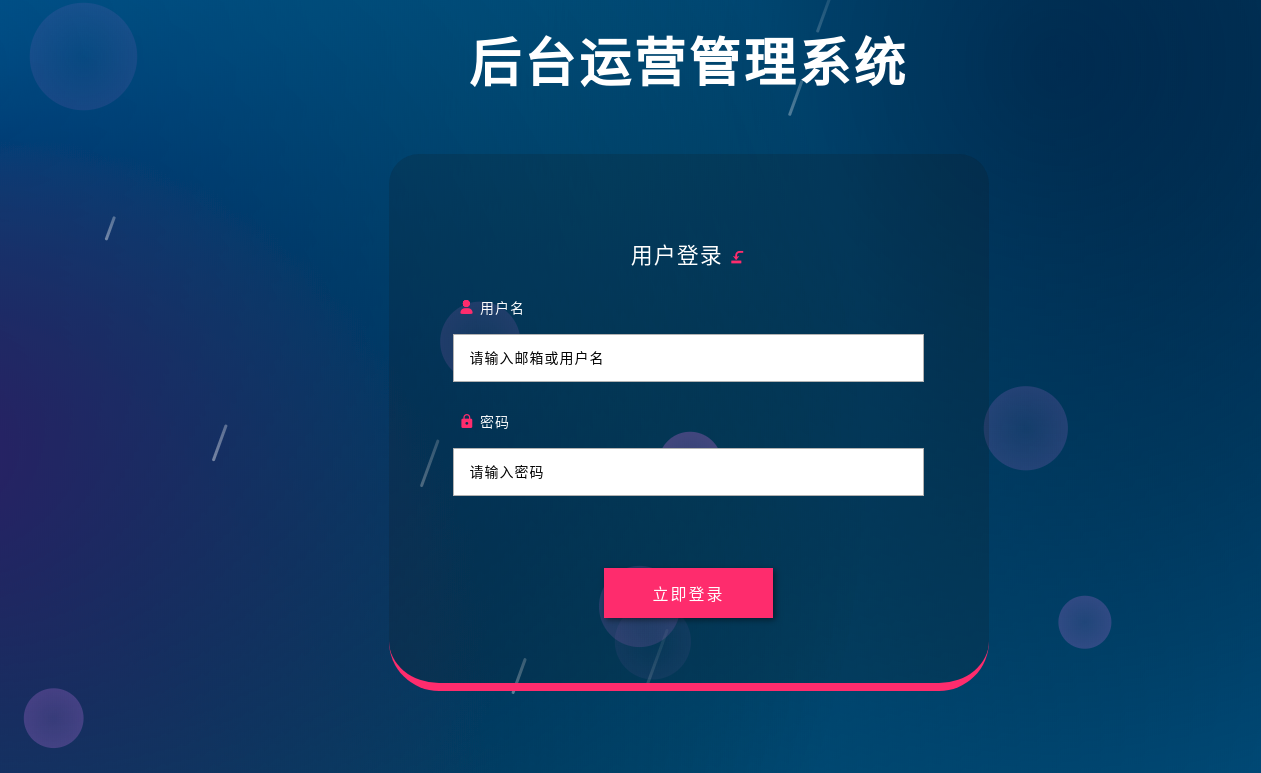 后台运营管理系统
用户登录
用户名
请输入邮箱或用户名
密码
请输入密码
立即登录